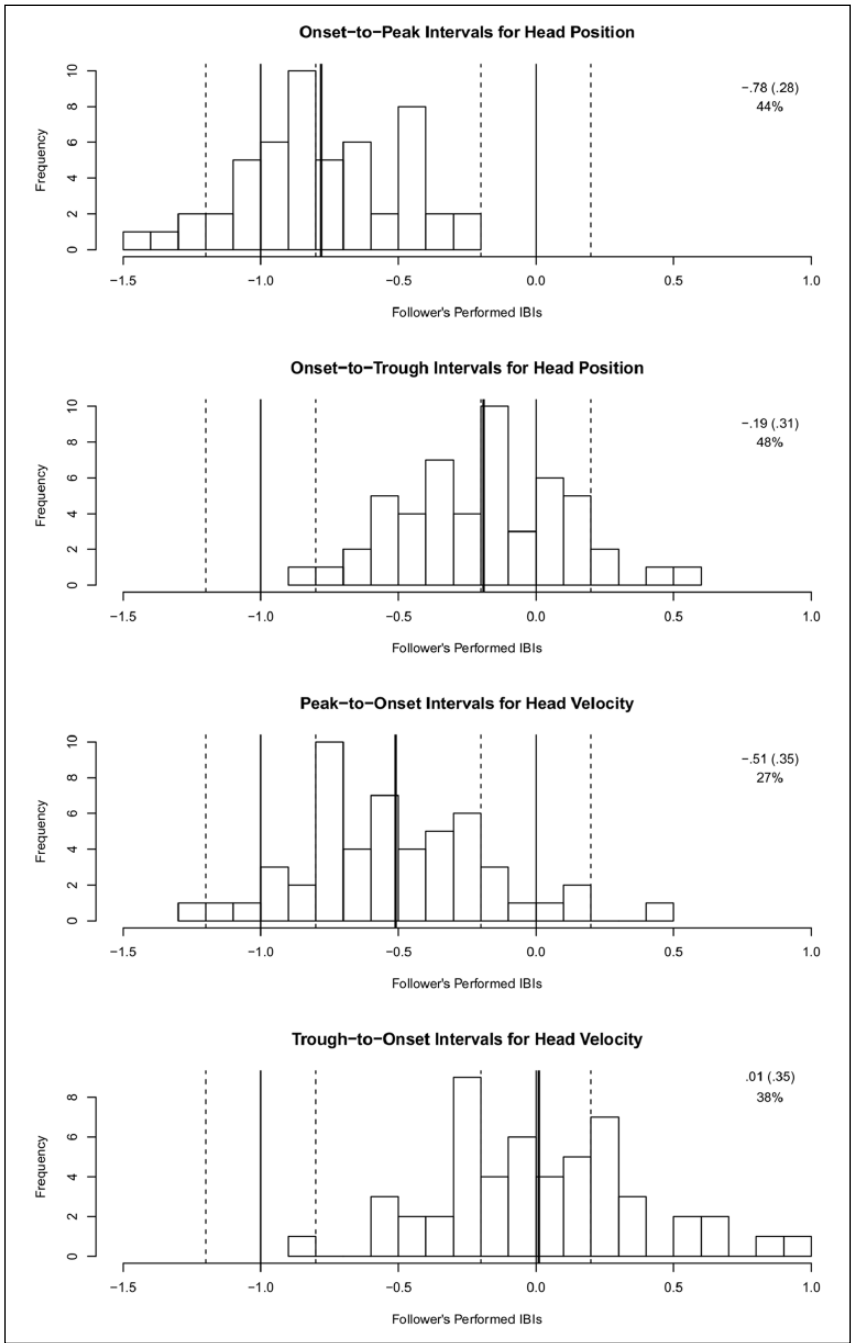 Onset−to−Peak Intervals for Head Position
−.78 (.28)
44%
Frequency
0 2 4 6 8 10
−1.5 −1.0 −0.5 0.0 0.5 1.0
Follower's Performed IBIs
Onset−to−Trough Intervals for Head Position
−.19 (.31)
48%
Frequency
0 2 4 6 8 10
−1.5 −1.0 −0.5 0.0 0.5 1.0
Follower's Performed IBIs
Peak−to−Onset Intervals for Head Velocity
−.51 (.35)
27%
Frequency
0 2 4 6 8 10
−1.5 −1.0 −0.5 0.0 0.5 1.0
Follower's Performed IBIs
Trough−to−Onset Intervals for Head Velocity
.01 (.35)
38%
Frequency
0 2 4 6 8
−1.5 −1.0 −0.5 0.0 0.5 1.0
Follower's Performed IBIs